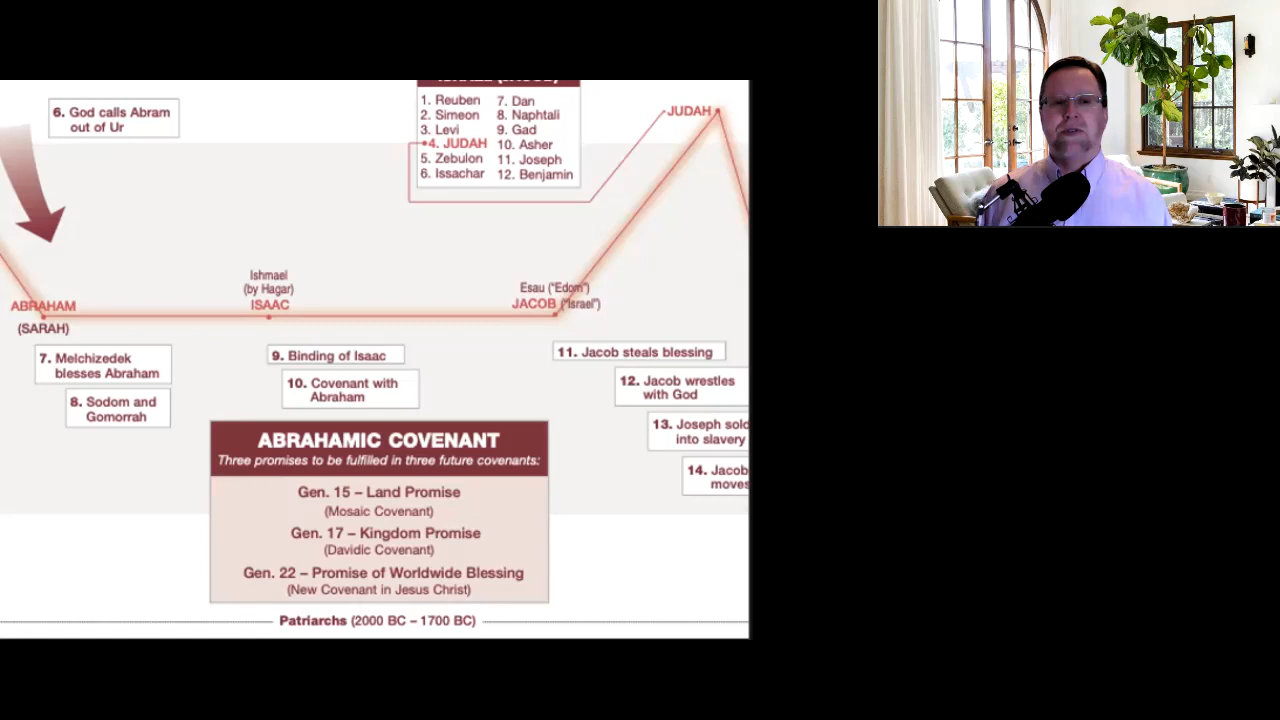 6. God calls Abram
out of Ur
1. Reuben
2. Simeon
3. Levi
4. JUDAH
5. Zebulon
6. Issachar
7. Dan
8. Naphtali
9. Gad
10. Asher
11. Joseph
12. Benjamin
JUDAH
ABRAHAM
(SARAH)
Ishmael
(by Hagar)
ISAAC
Esau ("Edom")
JACOB ("Israel")
7. Melchizedek
blesses Abraham
8. Sodom and
Gomorrah
9. Binding of Isaac
10. Covenant with
Abraham
11. Jacob steals blessing
12. Jacob wrestles
with God
13. Joseph sold
into slavery
14. Jacob
moves
ABRAHAMIC COVENANT
Three promises to be fulfilled in three future covenants:
Gen. 15 – Land Promise
(Mosaic Covenant)
Gen. 17 – Kingdom Promise
(Davidic Covenant)
Gen. 22 – Promise of Worldwide Blessing
(New Covenant in Jesus Christ)
Patriarchs (2000 BC – 1700 BC)